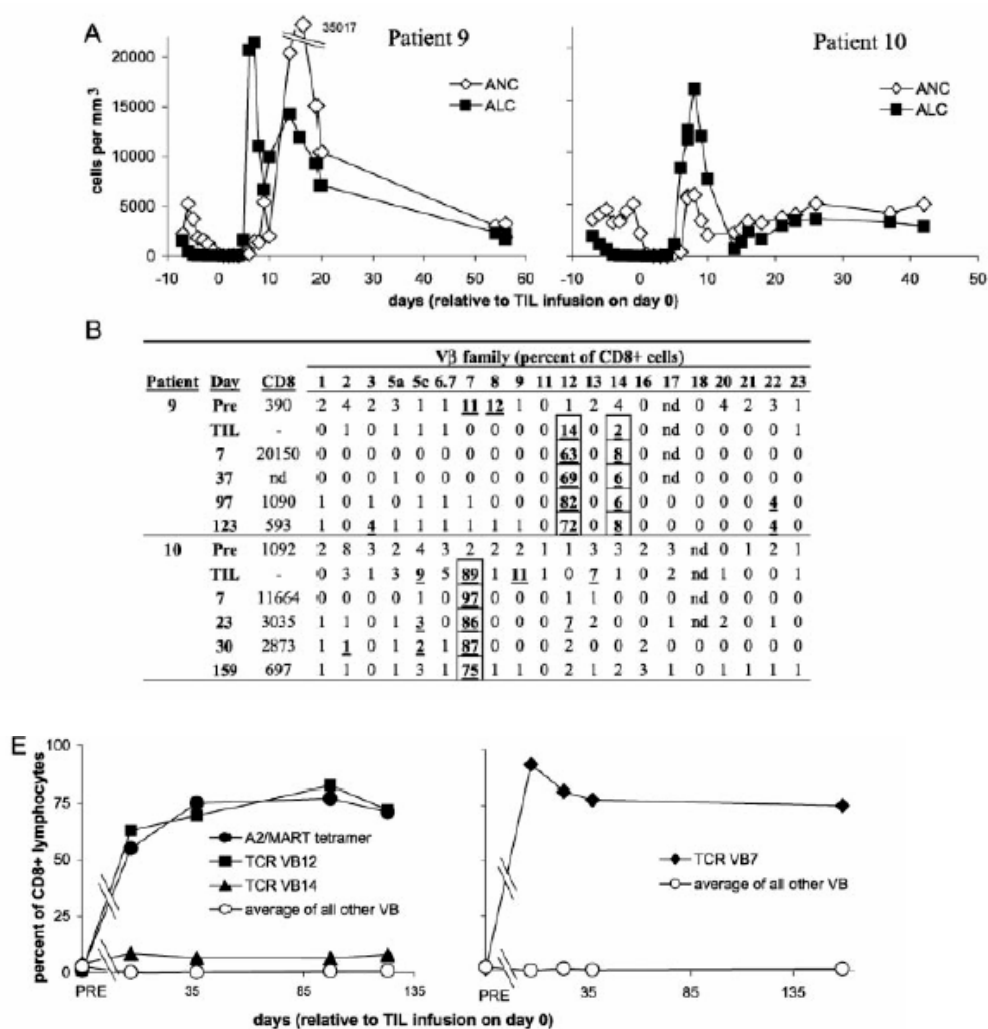 A
35017
Patient 9
Patient 10
ANC
ALC
ANC
ALC
cells per mm3
20000
15000
10000
5000
0
-10 0 10 20 30 40 50 60
-10 0 10 20 30 40 50
days (relative to TIL infusion on day 0)
days (relative to TIL infusion on day 0)
B
Vβ family (percent of CD8+ cells)
Patient Day CD8 1 2 3 5a 5c 6.7 7 8 9 11 12 13 14 16 17 18 20 21 22 23
9 Pre 390 2 4 2 3 1 1 11 12 1 0 1 2 4 0 nd 0 4 2 3 1
TIL - 0 1 0 1 1 1 0 0 0 0 14 0 2 0 nd 0 0 0 0 1
7 20150 0 0 0 0 0 0 0 0 0 0 63 0 8 0 nd 0 0 0 0 0
37 nd 0 0 0 1 0 0 0 0 0 0 69 0 6 0 nd 0 0 0 0 0
97 1090 1 0 1 0 1 1 1 0 0 0 82 0 6 0 0 0 0 0 4 0
123 593 1 0 4 1 1 1 1 1 1 0 72 0 8 0 0 0 0 0 4 0
10 Pre 1092 2 8 3 2 4 3 2 2 2 1 1 3 3 2 3 nd 0 1 2 1
TIL - 0 3 1 3 9 5 89 1 11 1 0 7 1 0 2 nd 1 0 0 1
7 11664 0 0 0 0 1 0 97 0 0 0 1 1 0 0 0 nd 0 0 0 0
23 3035 1 1 0 1 3 0 86 0 0 0 7 2 0 0 1 nd 2 0 1 0
30 2873 1 1 0 1 2 1 87 0 0 0 2 0 0 2 0 0 0 0 0 0
159 697 1 1 0 1 3 1 75 1 1 0 2 1 2 3 1 1 1 1 1 1
E
percent of CD8+ lymphocytes
100
75
50
25
0
A2/MART tetramer
TCR VB12
TCR VB14
average of all other VB
TCR VB7
average of all other VB
PRE 35 85 135
PRE 35 85 135
days (relative to TIL infusion on day 0)